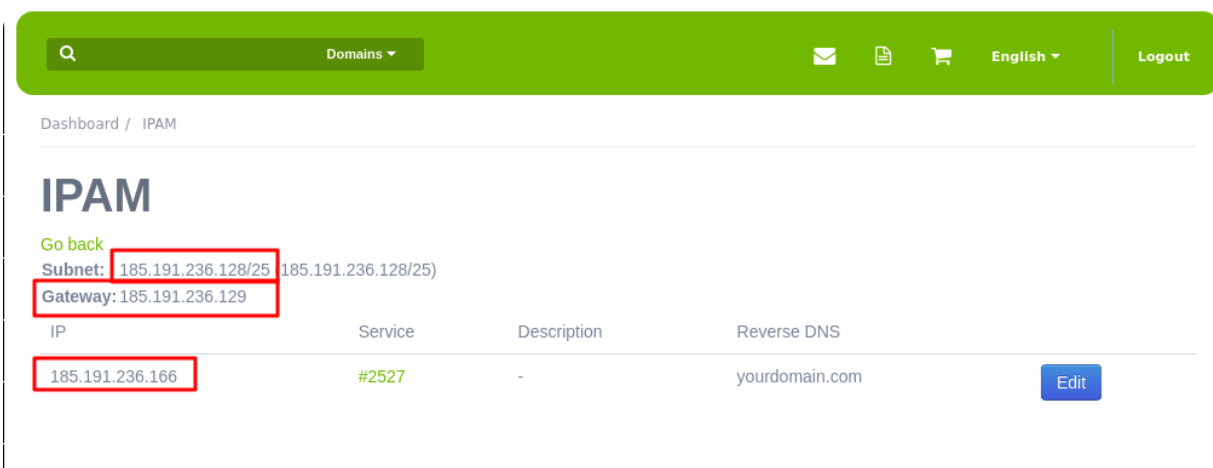 Domains English Logout
Dashboard / IPAM
IPAM
Go back
Subnet: 185.191.236.128/25 (185.191.236.128/25)
Gateway: 185.191.236.129
IP Service Description Reverse DNS
185.191.236.166 #2527 - yourdomain.com Edit